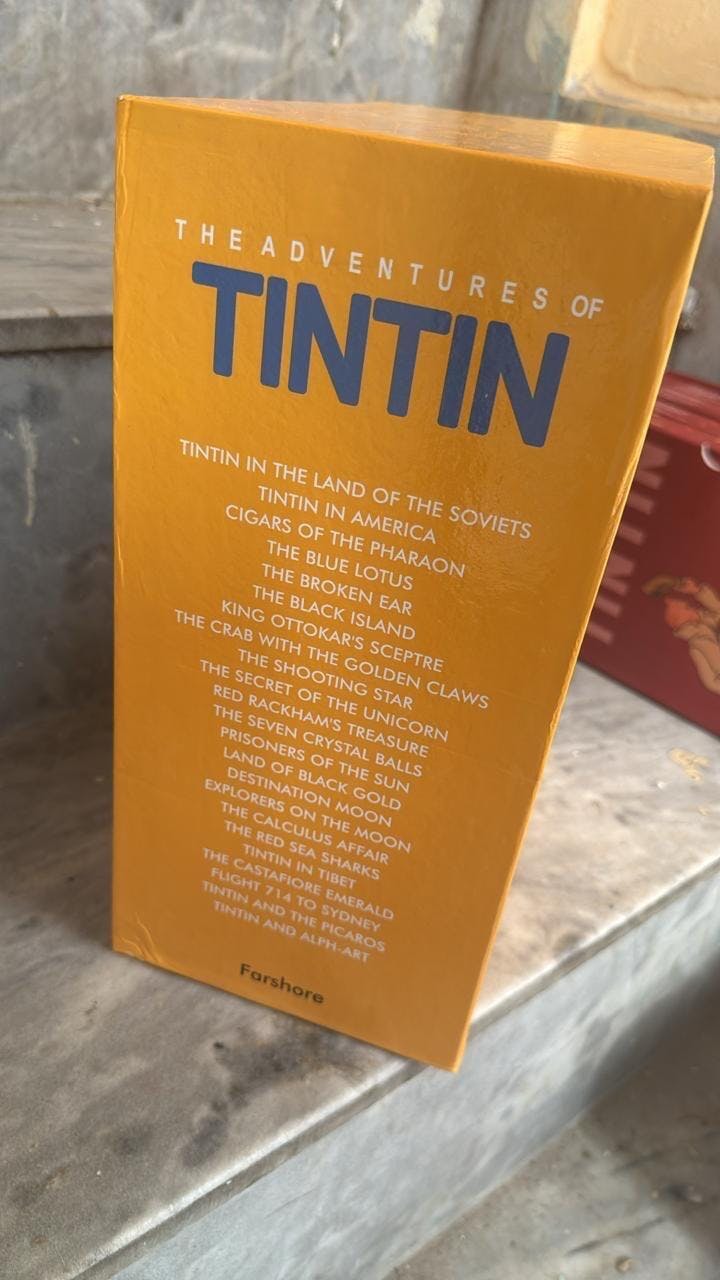 THE ADVENTURES OF
TINTIN
TINTIN IN THE LAND OF THE SOVIETS
TINTIN IN AMERICA
CIGARS OF THE PHARAON
THE BLUE LOTUS
THE BROKEN EAR
THE BLACK ISLAND
KING OTTOKAR'S SCEPTRE
THE CRAB WITH THE GOLDEN CLAWS
THE SHOOTING STAR
THE SECRET OF THE UNICORN
RED RACKHAM'S TREASURE
THE SEVEN CRYSTAL BALLS
PRISONERS OF THE SUN
LAND OF BLACK GOLD
DESTINATION MOON
EXPLORERS ON THE MOON
THE CALCULUS AFFAIR
THE RED SEA SHARKS
TINTIN IN TIBET
THE CASTAFIORE EMERALD
FLIGHT 714 TO SYDNEY
TINTIN AND THE PICAROS
TINTIN AND ALPH-ART
Farshore
TINTIN